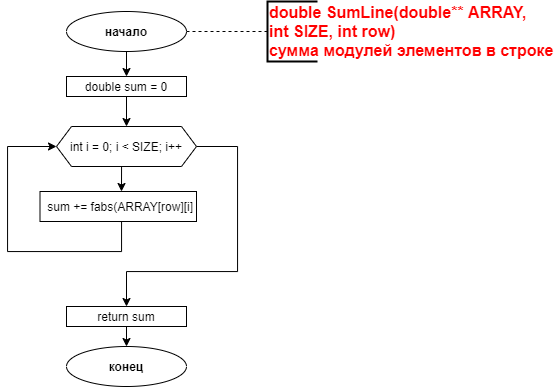 начало
double SumLine(double** ARRAY,
int SIZE, int row)
сумма модулей элементов в строке
double sum = 0
int i = 0; i < SIZE; i++
sum += fabs(ARRAY[row][i]
return sum
конец